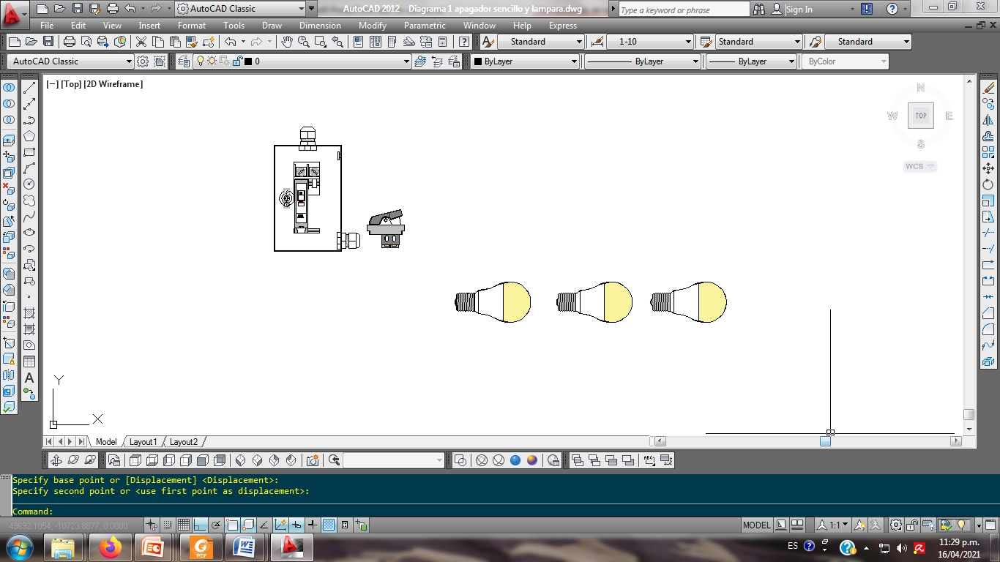 AutoCAD Classic
AutoCAD 2012 Diagrama 1 apagador sencillo y lampara.dwg
Type a keyword or phrase
Sign In
File Edit View Insert Format Tools Draw Dimension Modify Parametric Window Help Express
Standard 1-10 Standard Standard
AutoCAD Classic 0 ByLayer ByLayer ByLayer ByColor
[−] [Top] [2D Wireframe]
N
W TOP E
S
WCS
Y
X
Model Layout1 Layout2
Specify base point or [Displacement] <Displacement>:
Specify second point or <use first point as displacement>:
Command:
49692.1054, -10723.8877, 0.0000
MODEL 1:1
ES
11:29 p.m.
16/04/2021